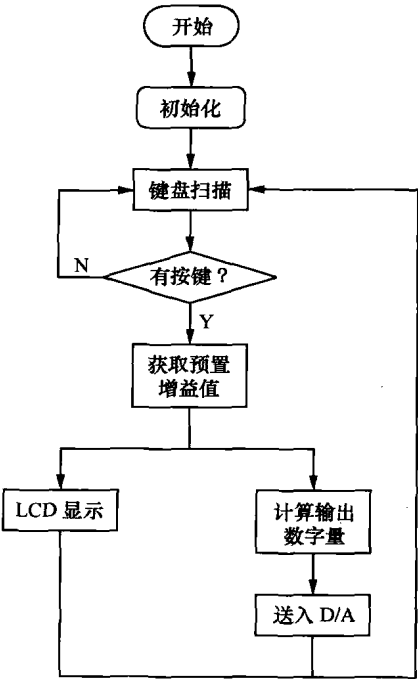 开始
初始化
键盘扫描
N
有按键？
Y
获取预置
增益值
LCD 显示
计算输出
数字量
送入 D/A